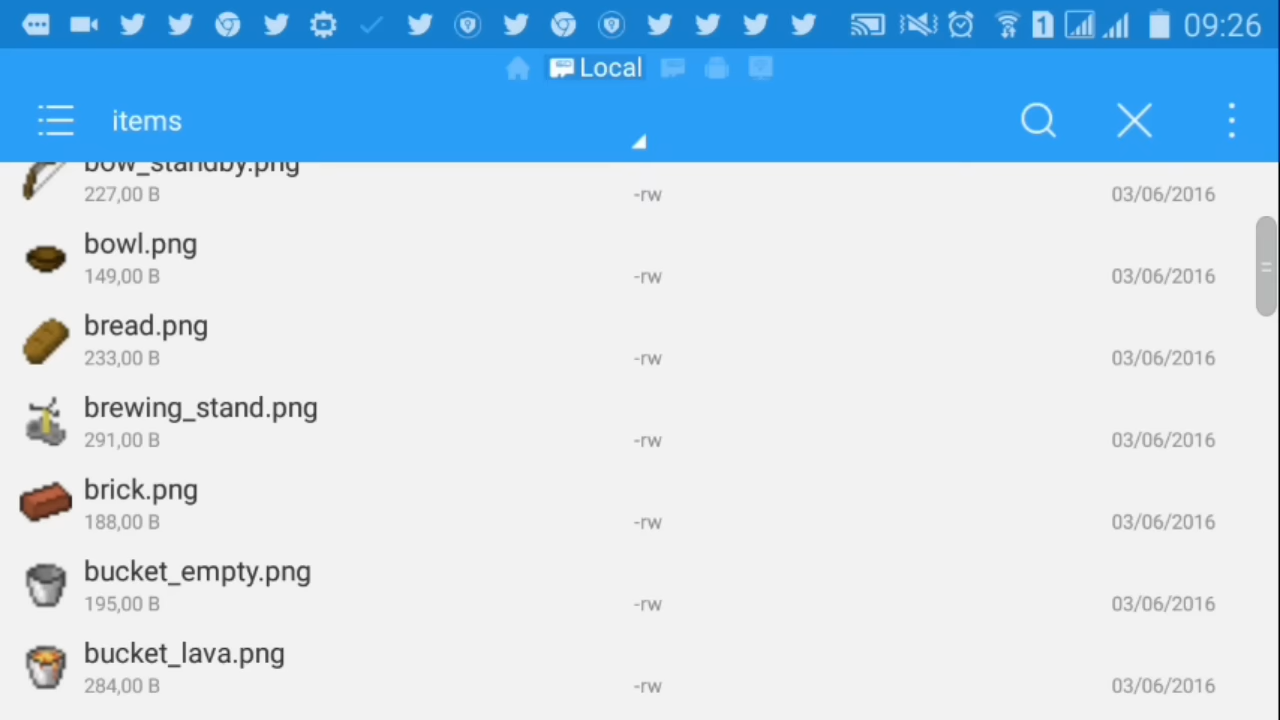 1 09:26
Local
items
bow_standby.png
227,00 B -rw 03/06/2016
bowl.png
149,00 B -rw 03/06/2016
bread.png
233,00 B -rw 03/06/2016
brewing_stand.png
291,00 B -rw 03/06/2016
brick.png
188,00 B -rw 03/06/2016
bucket_empty.png
195,00 B -rw 03/06/2016
bucket_lava.png
284,00 B -rw 03/06/2016